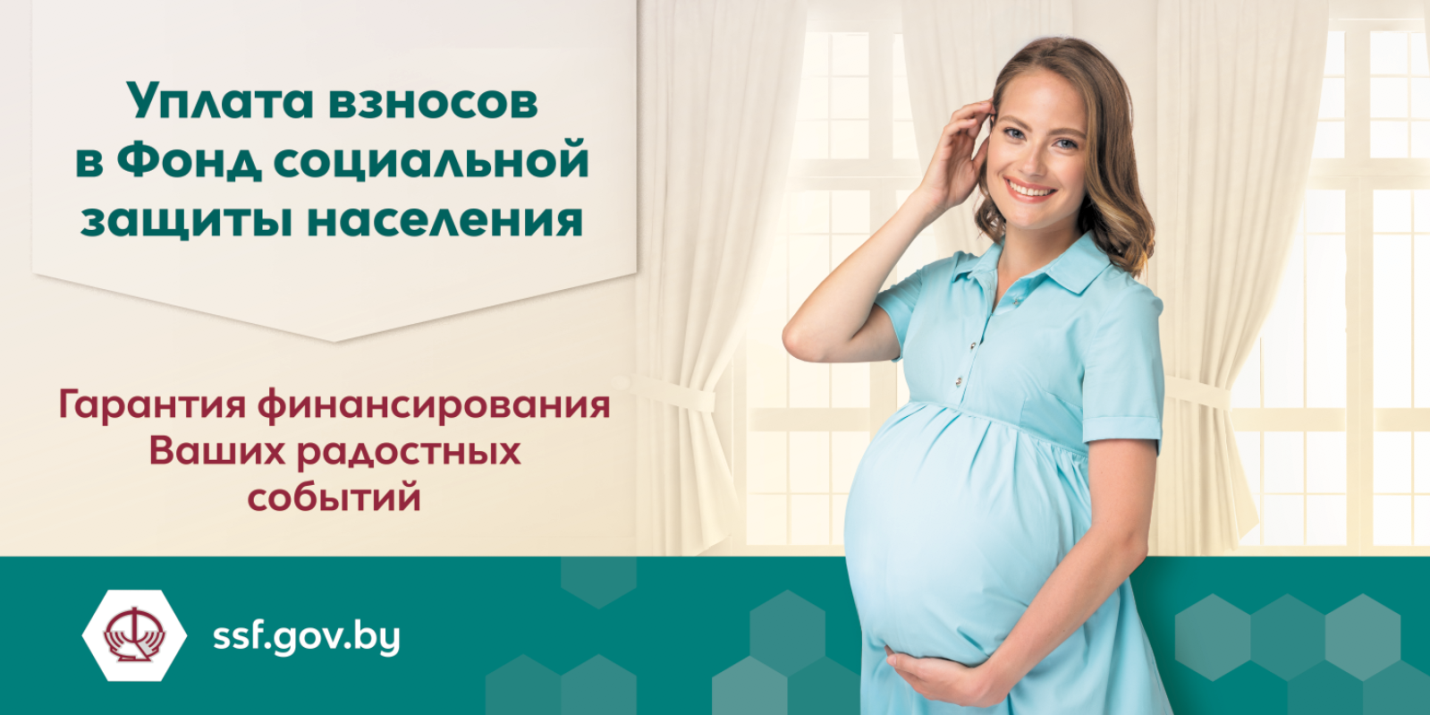 Уплата взносов
в Фонд социальной
защиты населения
Гарантия финансирования
Ваших радостных
событий
ssf.gov.by